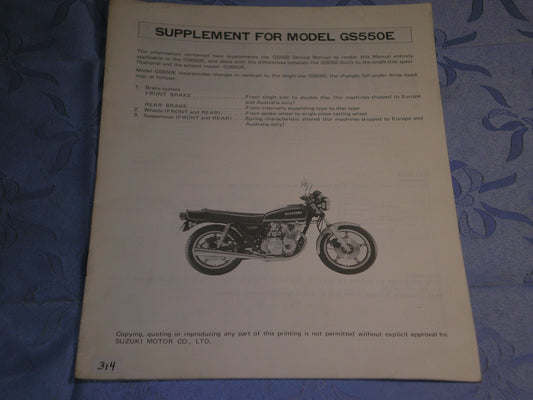 SUPPLEMENT FOR MODEL GS550E
The information contained here supplements the GS550 Service Manual to render this Manual entirely
applicable to the GS550E, and deals with the differences between the GS550 (built to the original speci-
fications) and the subject model-GS550E.
Model GS550E incorporates changes in contrast to the original GS550; the changes fall under three head-
ings, as follows:
1. Brake system
FRONT BRAKE .......... From single side to double disc (for machines shipped to Europe
and Australia only)
REAR BRAKE .......... From internally expanding type to disc type
2. Wheels (FRONT and REAR) .......... From spoke wheel to single-piece casting wheel
3. Suspension (FRONT and REAR) .......... Spring characteristic altered (for machines shipped to Europe and
Australia only)
SUZUKI
Copying, quoting or reproducing any part of this printing is not permitted without explicit approval by
SUZUKI MOTOR CO., LTD.
314